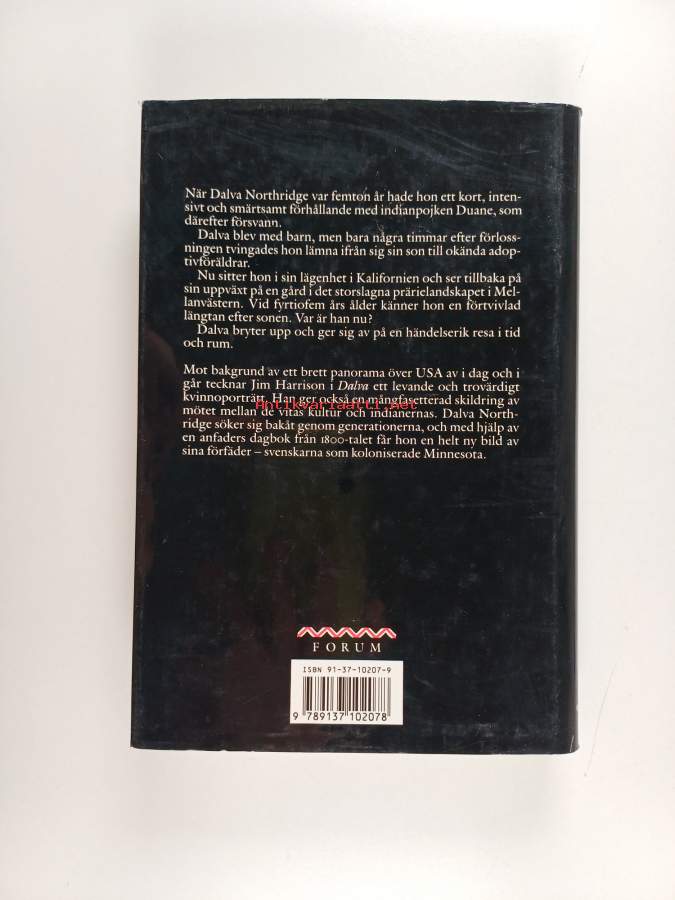 När Dalva Northridge var femton år hade hon ett kort, inten-
sivt och smärtsamt förhållande med indianpojken Duane, som
därefter försvann.
Dalva blev med barn, men bara några timmar efter förloss-
ningen tvingades hon lämna ifrån sig sin son till okända adop-
tivföräldrar.
Nu sitter hon i sin lägenhet i Kalifornien och ser tillbaka på
sin uppväxt på en gård i det storslagna prärielandskapet i Mel-
lanvästern. Vid fyrtiofem års ålder känner hon en förtvivlad
längtan efter sonen. Var är han nu?
Dalva bryter upp och ger sig av på en händelserik resa i tid
och rum.
Mot bakgrund av ett brett panorama över USA av i dag och i
går tecknar Jim Harrison i Dalva ett levande och trovärdigt
kvinnoporträtt. Han ger också en mångfasetterad skildring av
Antikvariaatti.net
mötet mellan de vitas kultur och indianernas. Dalva North-
ridge söker sig bakåt genom generationerna, och med hjälp av
en anfaders dagbok från 1800-talet får hon en helt ny bild av
sina förfäder – svenskarna som koloniserade Minnesota.
FORUM
ISBN 91-37-10207-9
9 789137 102078